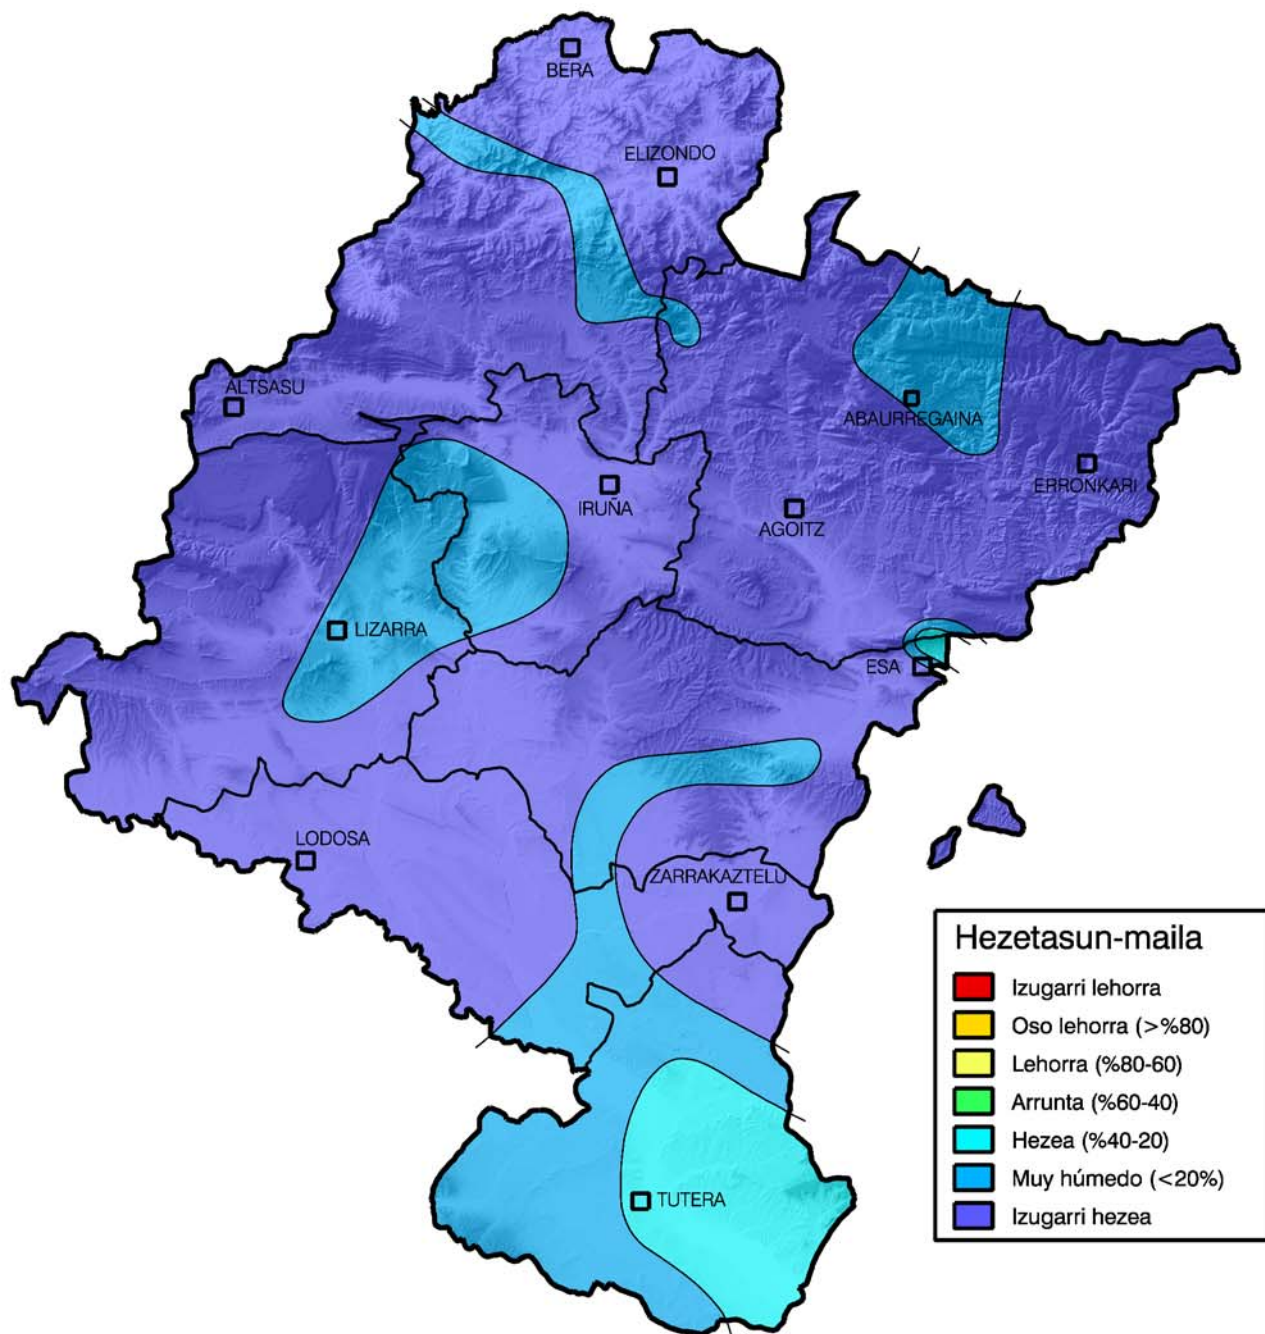 BERA
ELIZONDO
ALTSASU
ABAURREGAINA
IRUÑA
ERRONKARI
AGOITZ
LIZARRA
ESA
LODOSA
ZARRAKAZTELU
TUTERA
Hezetasun-maila
Izugarri lehorra
Oso lehorra (>%80)
Lehorra (%80-60)
Arrunta (%60-40)
Hezea (%40-20)
Muy húmedo (<20%)
Izugarri hezea